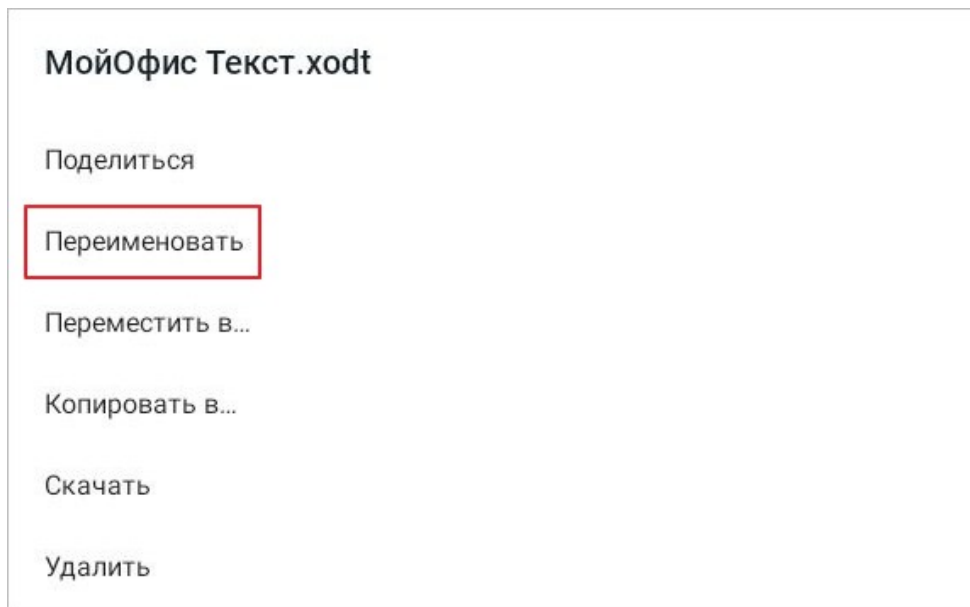 МойОфис Текст.xodt
Поделиться
Переименовать
Переместить в…
Копировать в…
Скачать
Удалить